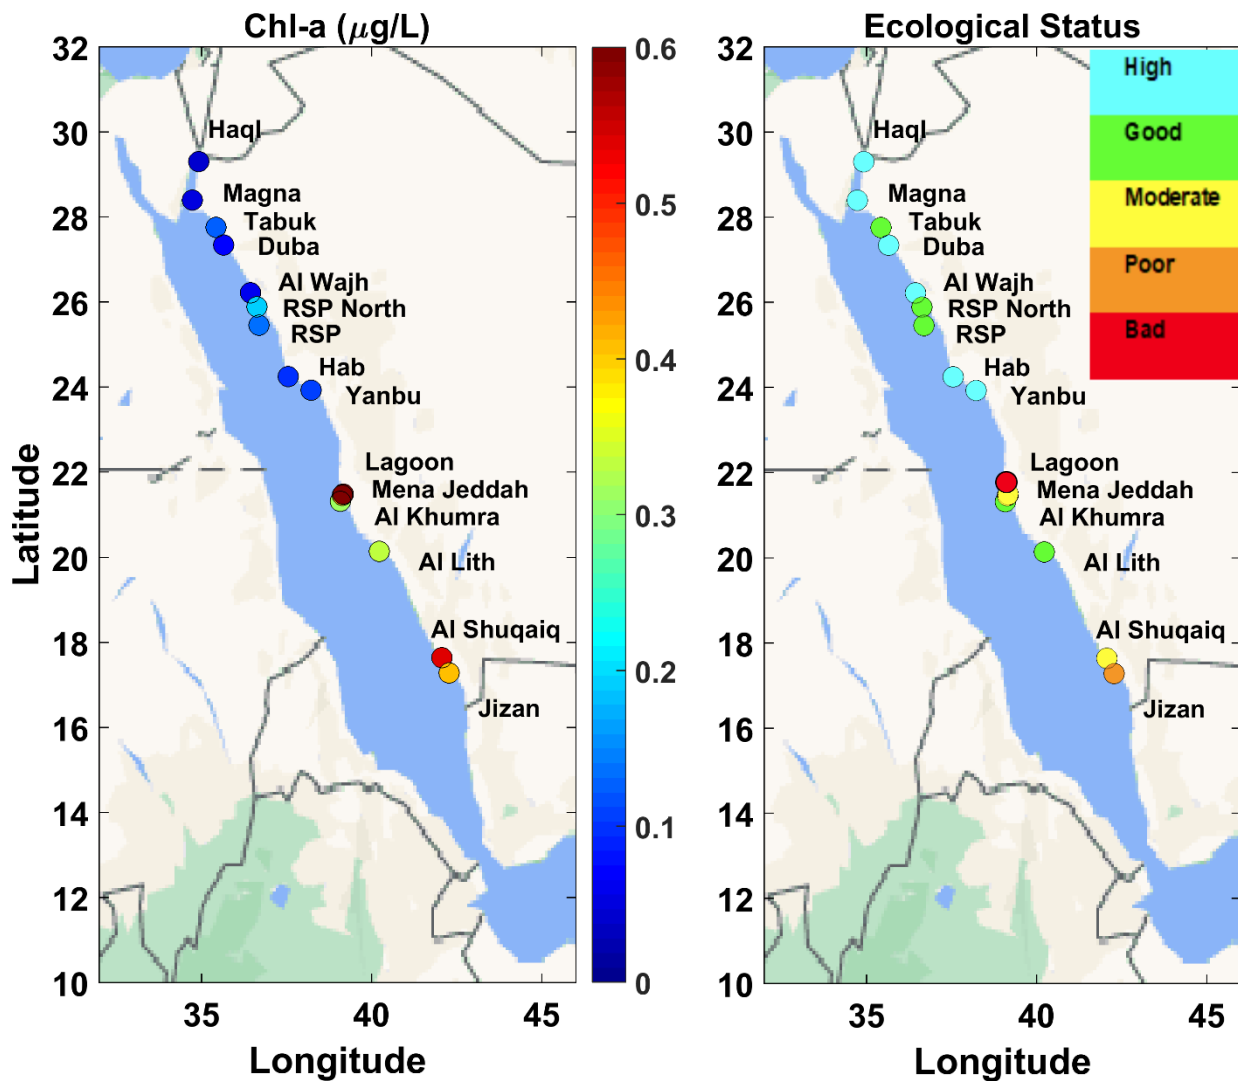 Chl-a (μg/L)
32
30
28
26
24
22
20
18
16
14
12
10
Latitude
35
40
45
Longitude
Haql
Magna
Tabuk
Duba
Al Wajh
RSP North
RSP
Hab
Yanbu
Lagoon
Mena Jeddah
Al Khumra
Al Lith
Al Shuqaiq
Jizan
0.6
0.5
0.4
0.3
0.2
0.1
0
Ecological Status
32
30
28
26
24
22
20
18
16
14
12
10
35
40
45
Longitude
Haql
Magna
Tabuk
Duba
Al Wajh
RSP North
RSP
Hab
Yanbu
Lagoon
Mena Jeddah
Al Khumra
Al Lith
Al Shuqaiq
Jizan
High
Good
Moderate
Poor
Bad